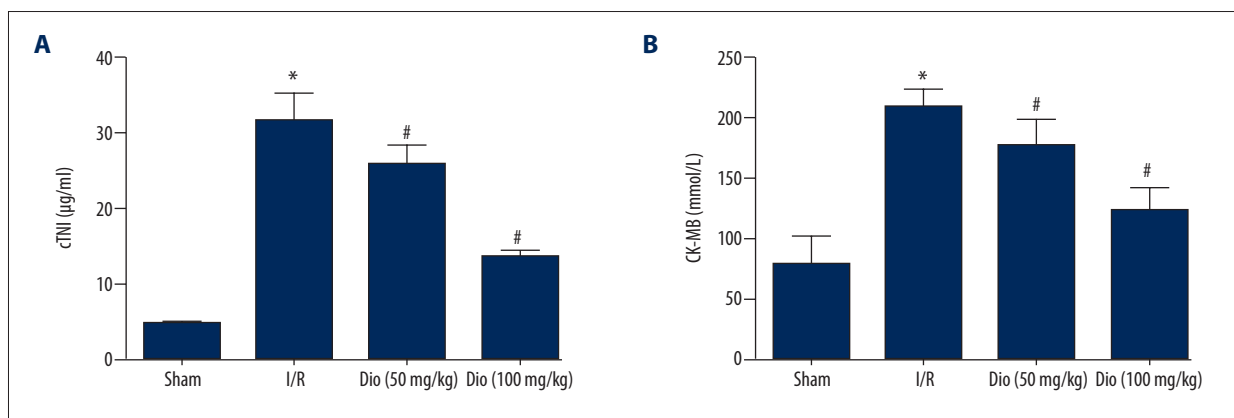 A
cTNI (µg/ml)
40
30
20
10
0
*
#
#
Sham
I/R
Dio (50 mg/kg)
Dio (100 mg/kg)
B
CK-MB (mmol/L)
250
200
150
100
50
0
*
#
#
Sham
I/R
Dio (50 mg/kg)
Dio (100 mg/kg)